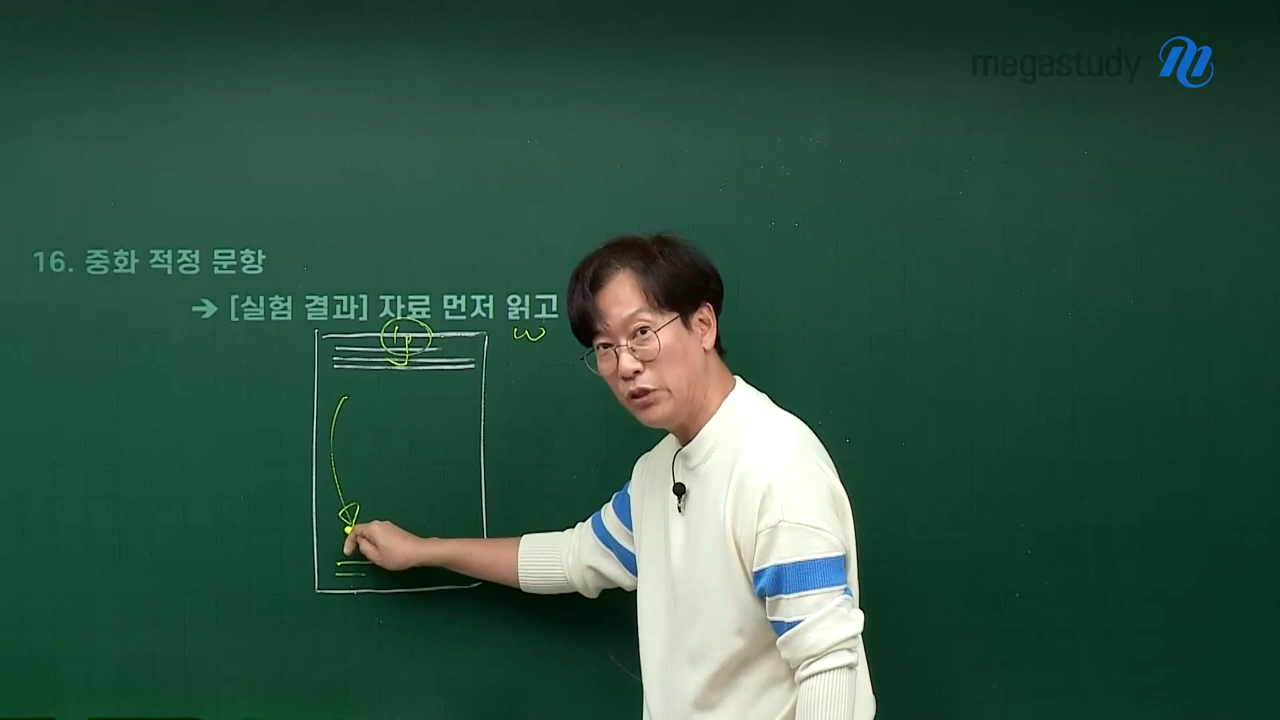 megastudy
16. 중화 적정 문항
➔ [실험 결과] 자료 먼저 읽고